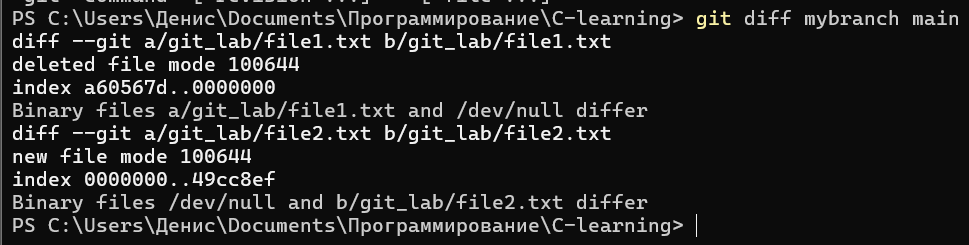 PS C:\Users\Денис\Documents\Программирование\C-learning> git diff mybranch main
diff --git a/git_lab/file1.txt b/git_lab/file1.txt
deleted file mode 100644
index a60567d..0000000
Binary files a/git_lab/file1.txt and /dev/null differ
diff --git a/git_lab/file2.txt b/git_lab/file2.txt
new file mode 100644
index 0000000..49cc8ef
Binary files /dev/null and b/git_lab/file2.txt differ
PS C:\Users\Денис\Documents\Программирование\C-learning>